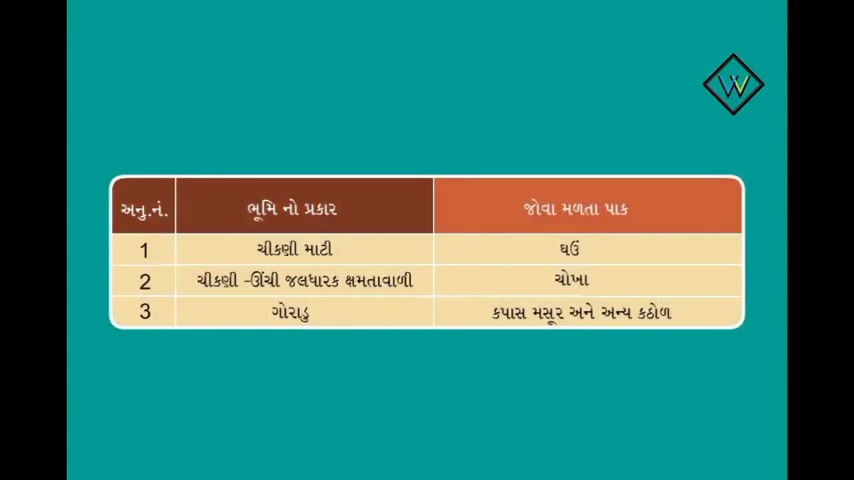 અનુ.નં. ભૂમિ નો પ્રકાર જોવા મળતા પાક
1 ચીકણી માટી ઘઉં
2 ચીકણી -ઊંચી જલધારક ક્ષમતાવાળી ચોખા
3 ગોરાડુ કપાસ મસૂર અને અન્ય કઠોળ